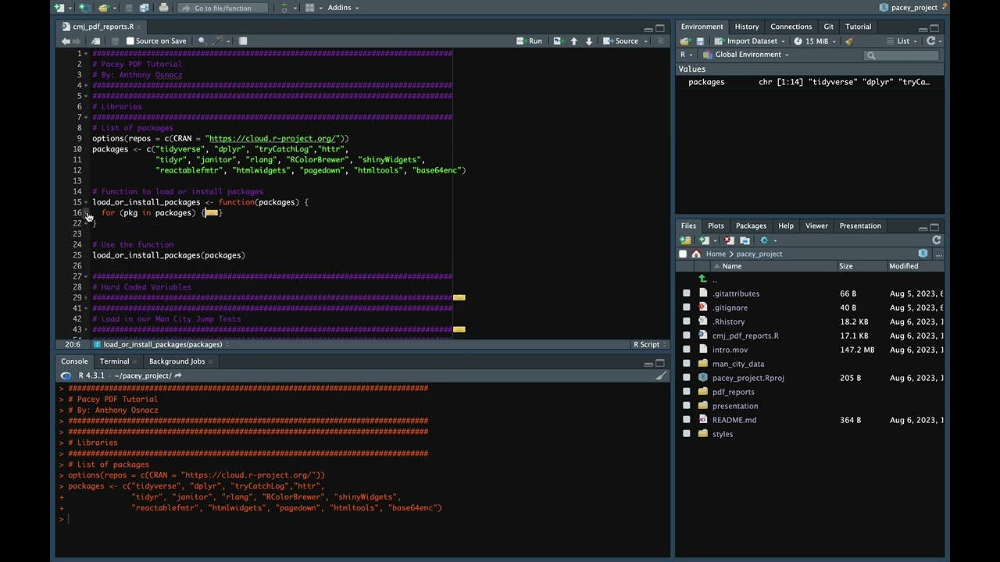 Go to file/function
Addins
pacey_project
cmj_pdf_reports.R
Source on Save
Run
Source
1 ################################################################################
2 # Pacey PDF Tutorial
3 # By: Anthony Osnacz
4 ################################################################################
5 ################################################################################
6 # Libraries
7 ################################################################################
8 # List of packages
9 options(repos = c(CRAN = "https://cloud.r-project.org/"))
10 packages <- c("tidyverse", "dplyr", "tryCatchLog","httr",
11 "tidyr", "janitor", "rlang", "RColorBrewer", "shinyWidgets",
12 "reactablefmtr", "htmlwidgets", "pagedown", "htmltools", "base64enc")
13
14 # Function to load or install packages
15 load_or_install_packages <- function(packages) {
16 for (pkg in packages) {}
22 }
23
24 # Use the function
25 load_or_install_packages(packages)
26
27 ################################################################################
28 # Hard Coded Variables
29 ################################################################################
41 ################################################################################
42 # Load in our Man City Jump Tests
43 ################################################################################
20:6 load_or_install_packages(packages) R Script
Console Terminal Background Jobs
R 4.3.1 · ~/pacey_project/
> ################################################################################
> # Pacey PDF Tutorial
> # By: Anthony Osnacz
> ################################################################################
> ################################################################################
> # Libraries
> ################################################################################
> # List of packages
> options(repos = c(CRAN = "https://cloud.r-project.org/"))
> packages <- c("tidyverse", "dplyr", "tryCatchLog","httr",
+ "tidyr", "janitor", "rlang", "RColorBrewer", "shinyWidgets",
+ "reactablefmtr", "htmlwidgets", "pagedown", "htmltools", "base64enc")
>
Environment History Connections Git Tutorial
Import Dataset 15 MiB List
R Global Environment
Values
packages chr [1:14] "tidyverse" "dplyr" "tryCa…
Files Plots Packages Help Viewer Presentation
Home > pacey_project ...
Name Size Modified
..
.gitattributes 66 B Aug 5, 2023, 6
.gitignore 40 B Aug 5, 2023, 6
.Rhistory 18.2 KB Aug 6, 2023, 1
cmj_pdf_reports.R 17.1 KB Aug 6, 2023, 1
intro.mov 147.2 MB Aug 6, 2023, 1
man_city_data
pacey_project.Rproj 205 B Aug 6, 2023, 1
pdf_reports
presentation
README.md 364 B Aug 6, 2023, 1
styles